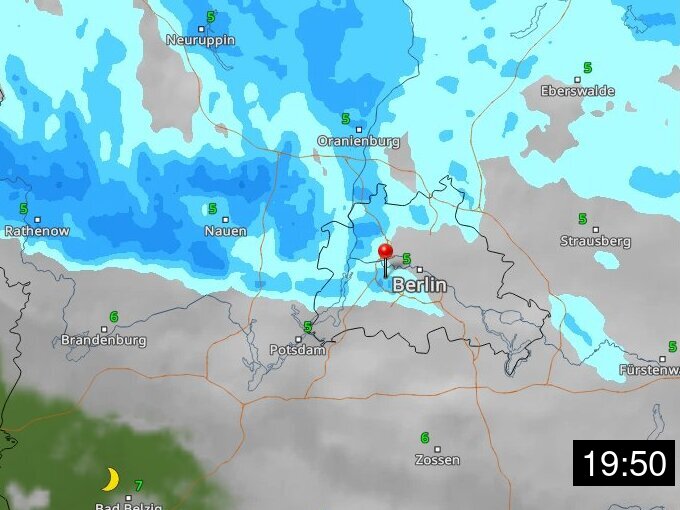 5
Neuruppin
5
Eberswalde
5
Oranienburg
5
Rathenow
5
Nauen
5
Strausberg
5
Berlin
6
Brandenburg
5
Potsdam
5
Fürstenwa
6
Zossen
19:50
7
Bad Belzig